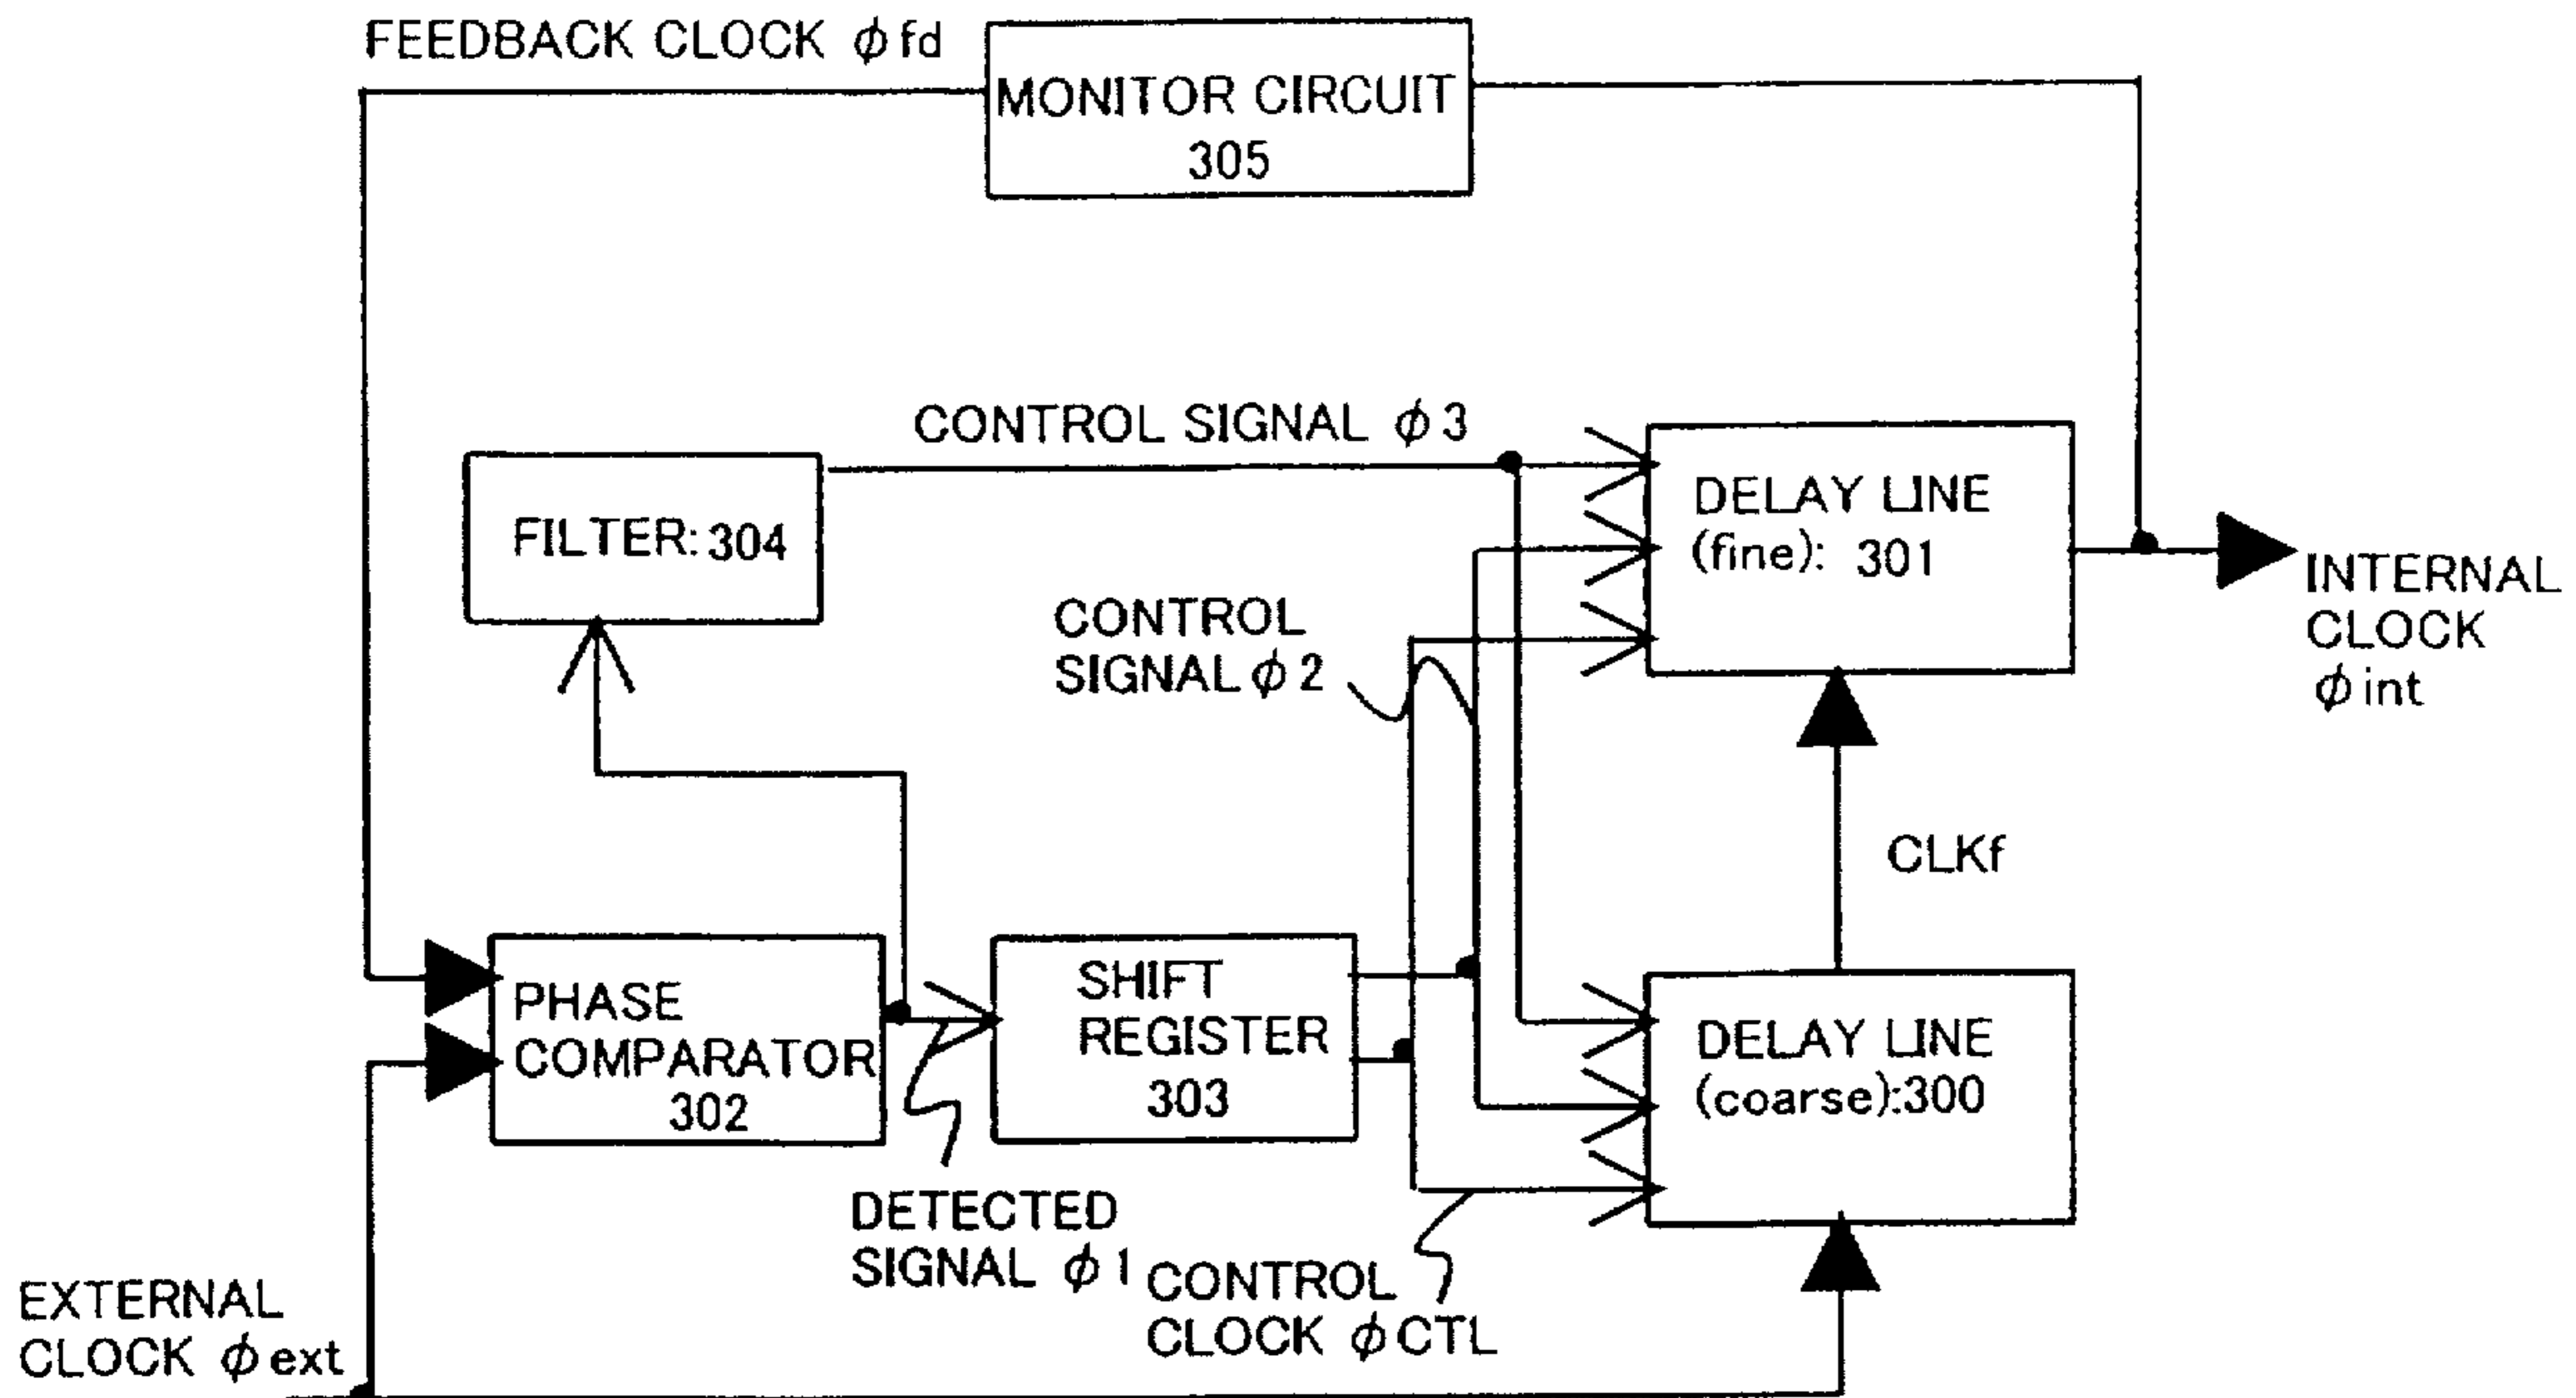 FEEDBACK CLOCK ϕfd
MONITOR CIRCUIT
305
CONTROL SIGNAL ϕ3
FILTER:304
DELAY LINE
(fine): 301
INTERNAL
CLOCK
ϕint
CONTROL
SIGNALϕ2
CLKf
PHASE
COMPARATOR
302
SHIFT
REGISTER
303
DELAY LINE
(coarse):300
DETECTED
SIGNAL ϕ1
CONTROL
CLOCK ϕCTL
EXTERNAL
CLOCK ϕext